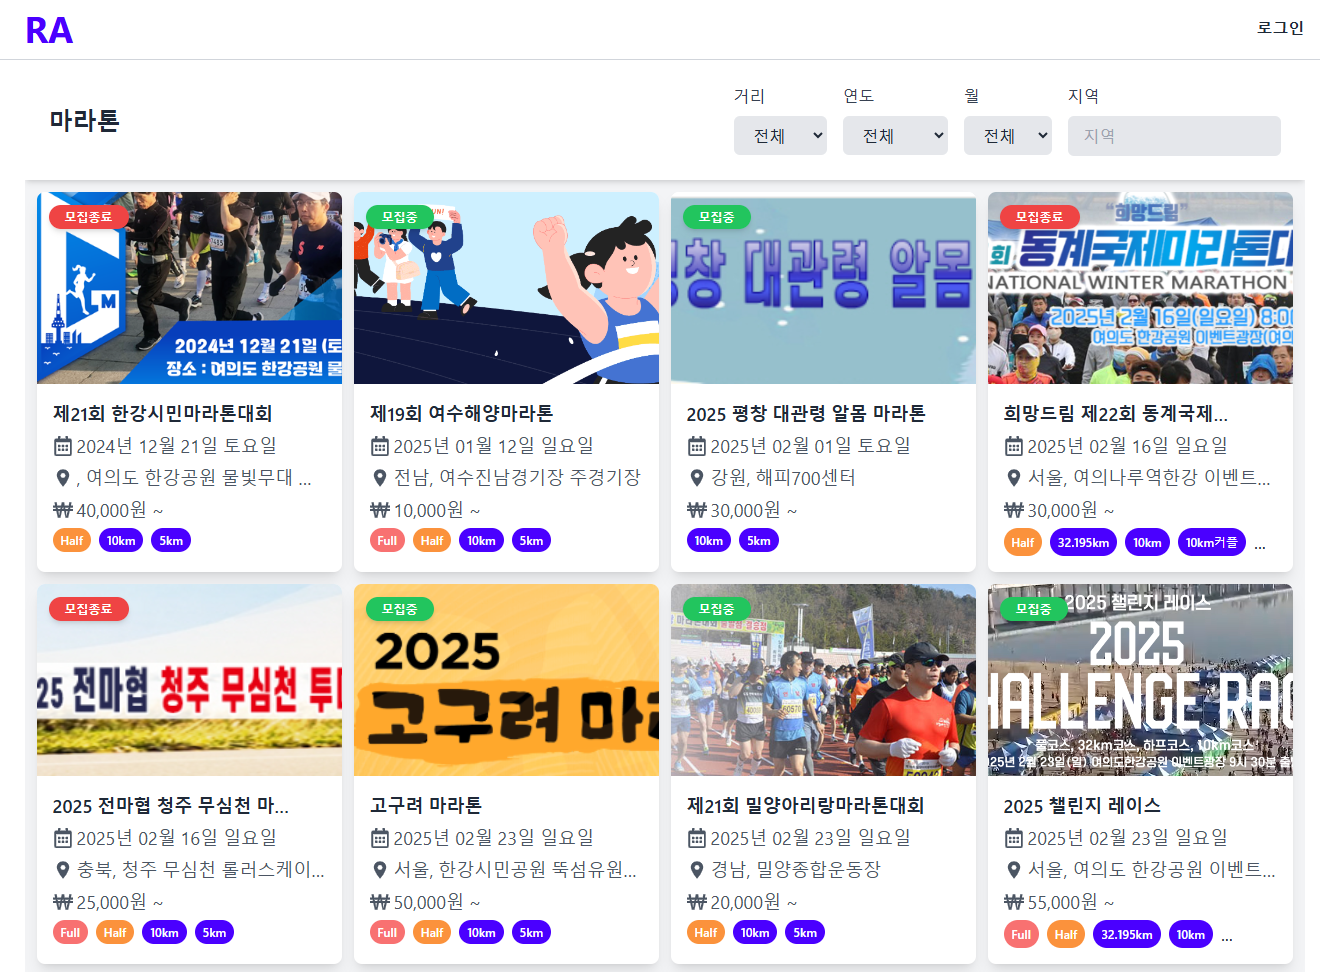 RA
로그인
마라톤
거리
연도
월
지역
전체
전체
전체
지역
모집종료
2024년 12월 21일 (토
장소 : 여의도 한강공원 물
제21회 한강시민마라톤대회
2024년 12월 21일 토요일
, 여의도 한강공원 물빛무대 ...
₩40,000원 ~
Half
10km
5km
모집중
제19회 여수해양마라톤
2025년 01월 12일 일요일
전남, 여수진남경기장 주경기장
₩10,000원 ~
Full
Half
10km
5km
모집중
평창 대관령 알몸
2025 평창 대관령 알몸 마라톤
2025년 02월 01일 토요일
강원, 해피700센터
₩30,000원 ~
10km
5km
모집종료
"희망드림"
회 동계국제마라톤대
NATIONAL WINTER MARATHON
2025년 2월 16일(일요일) 8:00
여의도 한강공원 이벤트광장(여의
희망드림 제22회 동계국제...
2025년 02월 16일 일요일
서울, 여의나루역한강 이벤트...
₩30,000원 ~
Half
32.195km
10km
10km커플
...
모집종료
25 전마협 청주 무심천 투
2025 전마협 청주 무심천 마...
2025년 02월 16일 일요일
충북, 청주 무심천 롤러스케이...
₩25,000원 ~
Full
Half
10km
5km
모집중
2025
고구려 마라
고구려 마라톤
2025년 02월 23일 일요일
서울, 한강시민공원 뚝섬유원...
₩50,000원 ~
Full
Half
10km
5km
모집중
제21회 밀양아리랑마라톤대회
2025년 02월 23일 일요일
경남, 밀양종합운동장
₩20,000원 ~
Half
10km
5km
모집중
2025 챌린지 레이스
2025
HALLENGE RAC
풀코스, 32km코스, 하프코스, 10km코스
25년 2월 23일(일) 여의도한강공원 이벤트광장 9시 30분 출
2025 챌린지 레이스
2025년 02월 23일 일요일
서울, 여의도 한강공원 이벤트...
₩55,000원 ~
Full
Half
32.195km
10km
...